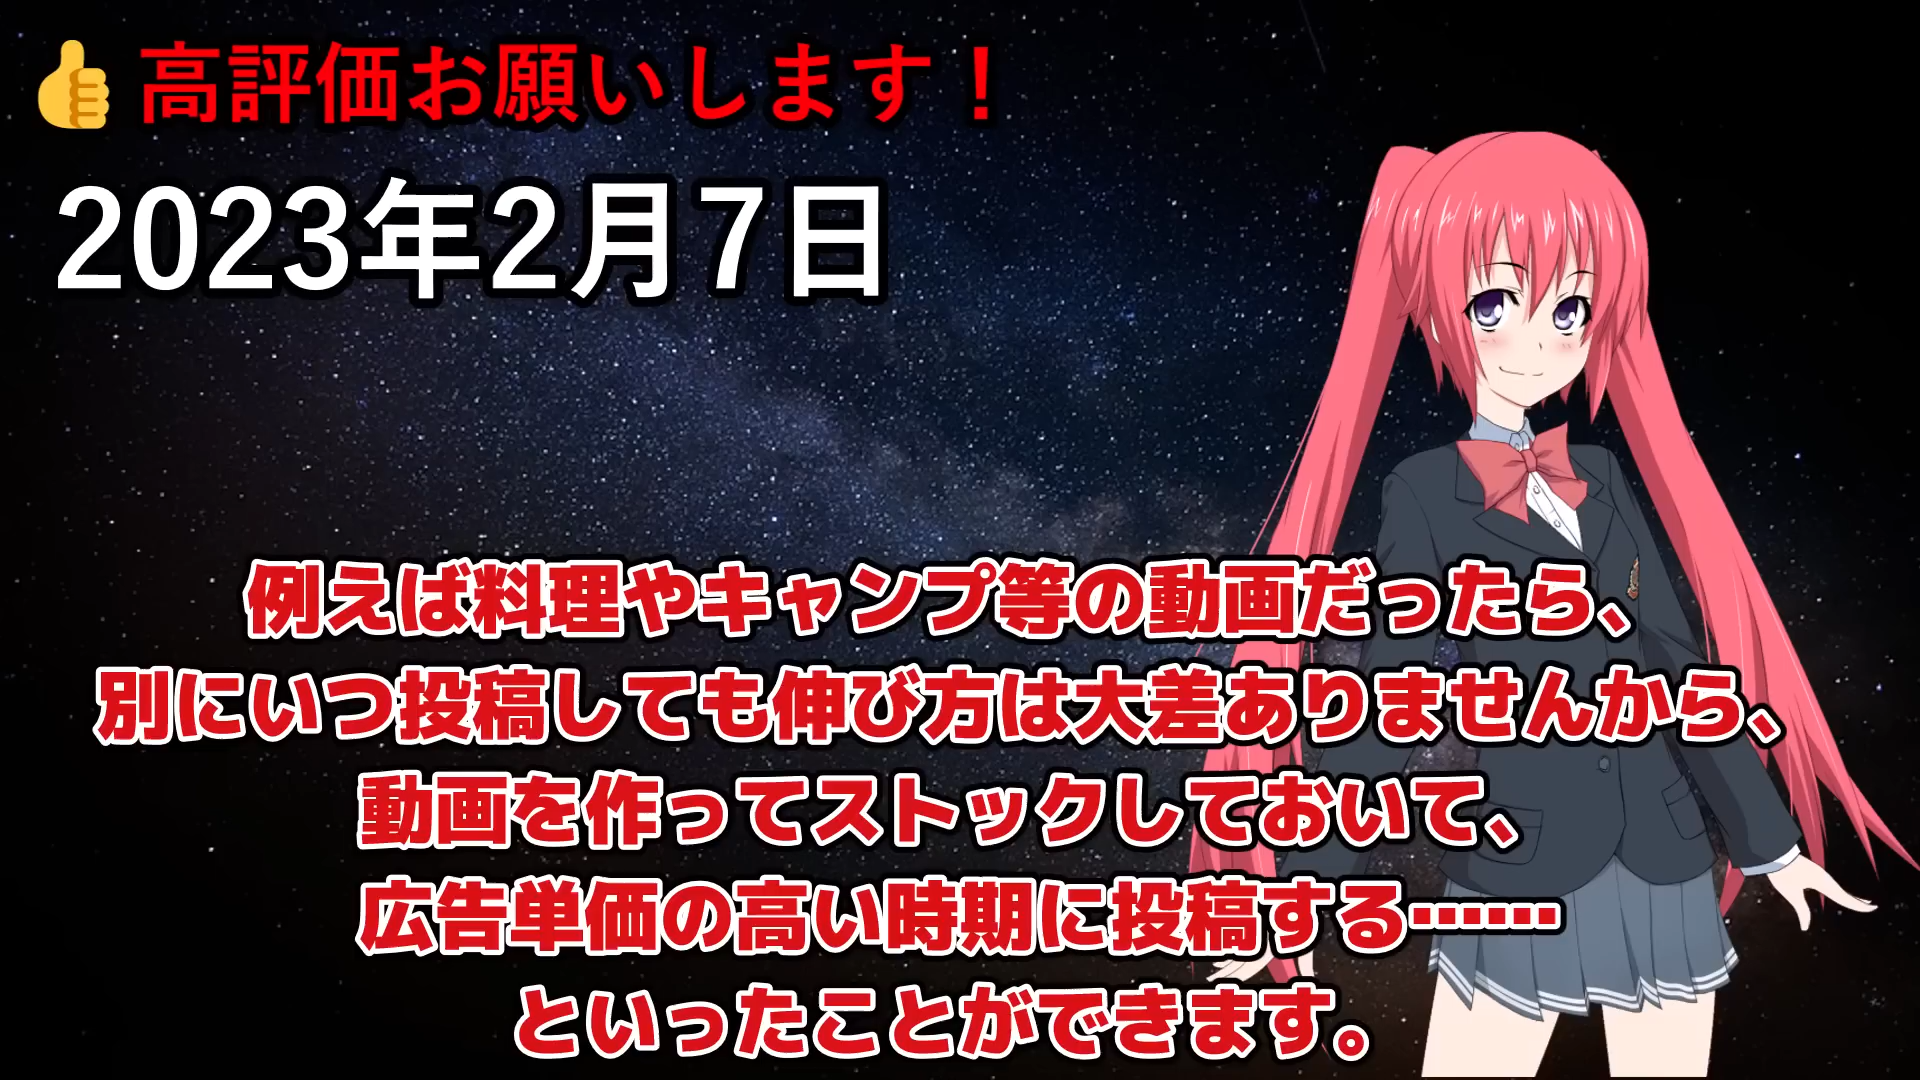 高評価お願いします！
2023年2月7日
例えば料理やキャンプ等の動画だったら、
別にいつ投稿しても伸び方は大差ありませんから、
動画を作ってストックしておいて、
広告単価の高い時期に投稿する……
といったことができます。